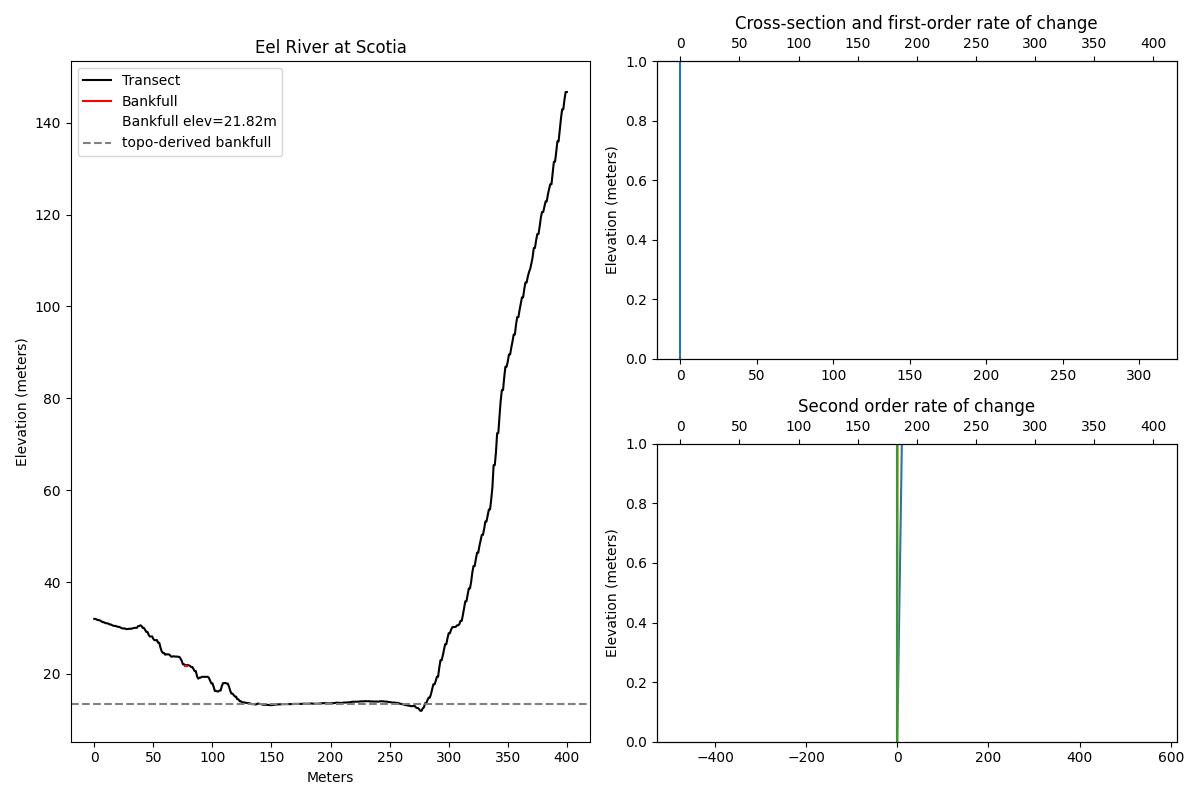 Eel River at Scotia
Transect
Bankfull
Bankfull elev=21.82m
topo-derived bankfull
Elevation (meters)
140
120
100
80
60
40
20
0 50 100 150 200 250 300 350 400
Meters
Cross-section and first-order rate of change
0 50 100 150 200 250 300 350 400
Elevation (meters)
1.0
0.8
0.6
0.4
0.2
0.0
0 50 100 150 200 250 300
Second order rate of change
0 50 100 150 200 250 300 350 400
Elevation (meters)
1.0
0.8
0.6
0.4
0.2
0.0
−400 −200 0 200 400 600